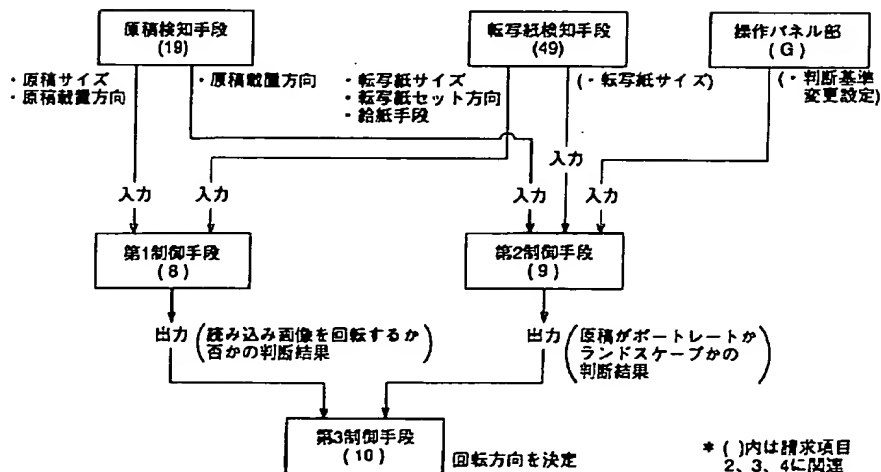 原稿検知手段
(19)
転写紙検知手段
(49)
操作パネル部
(G)
・原稿サイズ
・原稿載置方向
・原稿載置方向
・転写紙サイズ
・転写紙セット方向
・給紙手段
(・転写紙サイズ)
(・判断基準
変更設定)
入力
入力
入力
入力
入力
第1制御手段
(8)
第2制御手段
(9)
出力
(読み込み画像を回転するか
否かの判断結果)
出力
(原稿がポートレートか
ランドスケープかの
判断結果)
第3制御手段
(10)
回転方向を決定
* ( )内は請求項目
2、3、4に関連